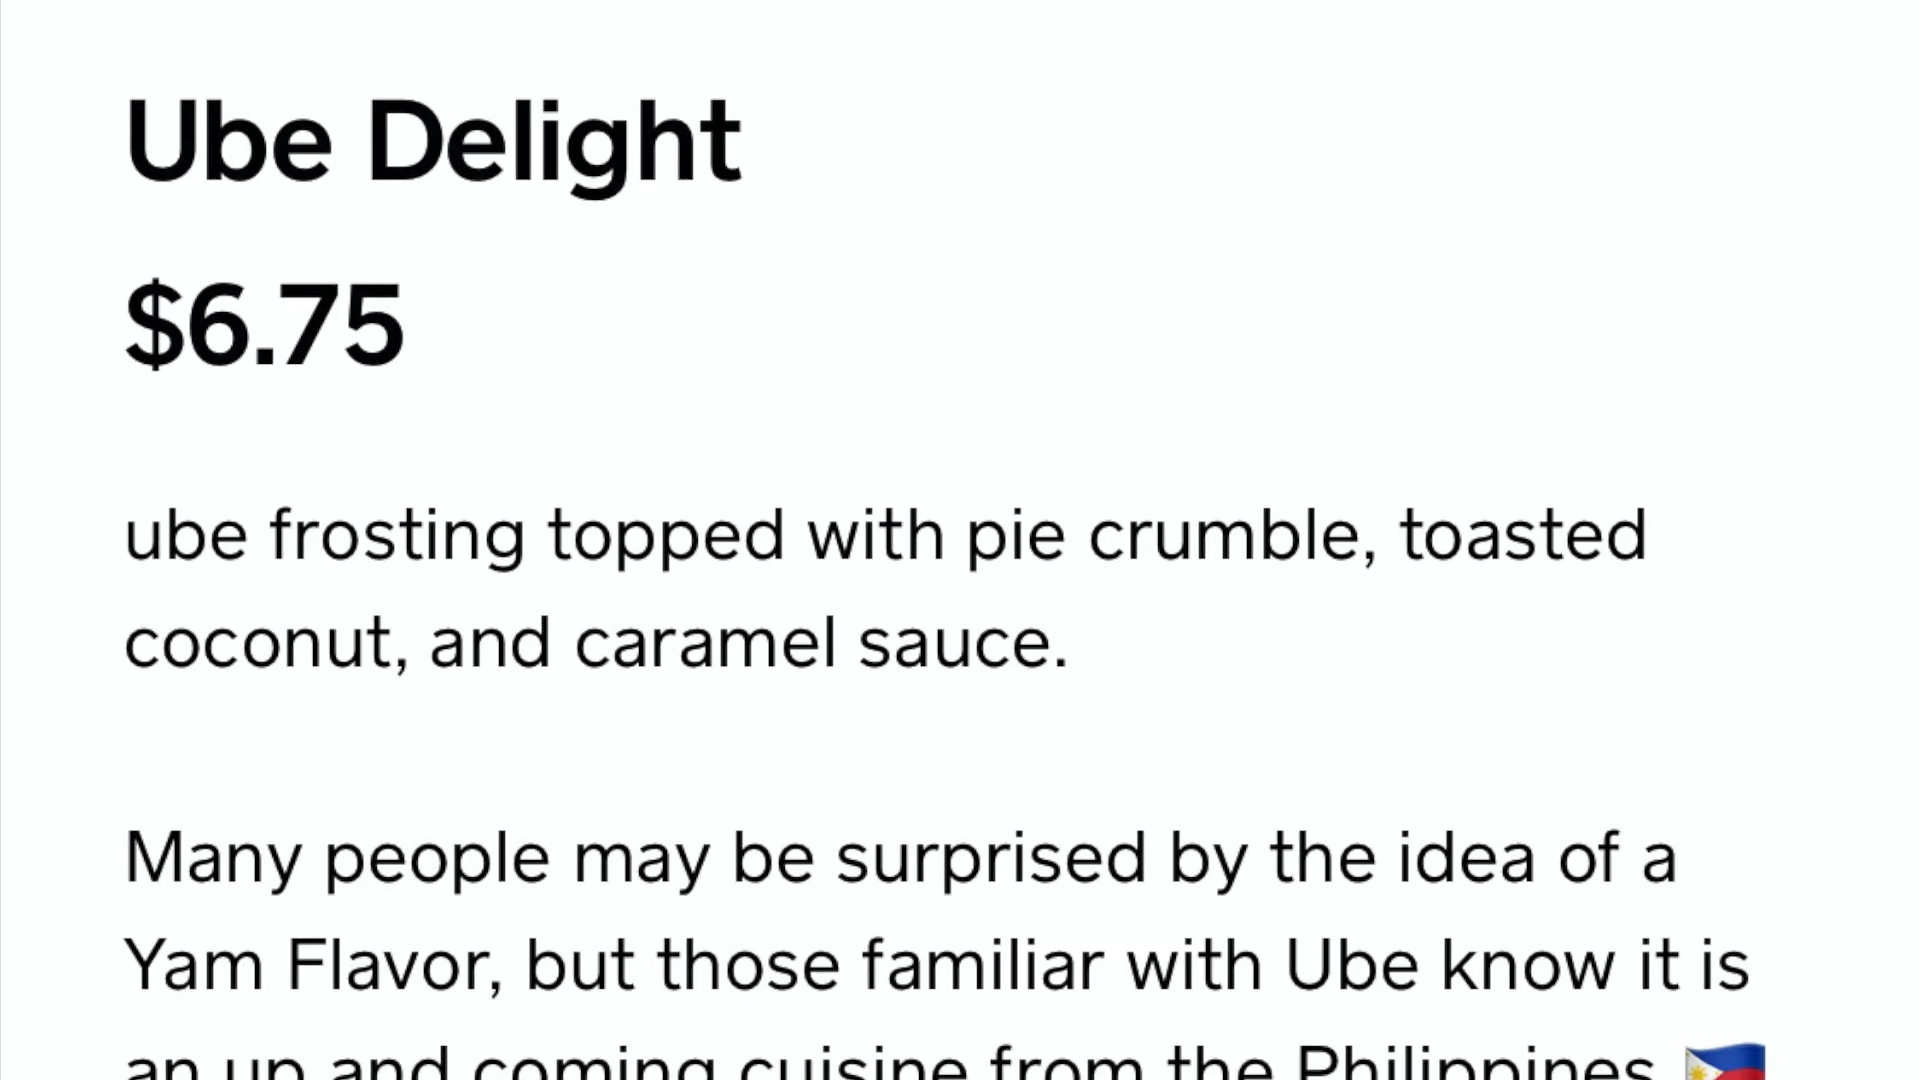 Ube Delight
$6.75
ube frosting topped with pie crumble, toasted
coconut, and caramel sauce.
Many people may be surprised by the idea of a
Yam Flavor, but those familiar with Ube know it is
an up and coming cuisine from the Philippines 🇵🇭